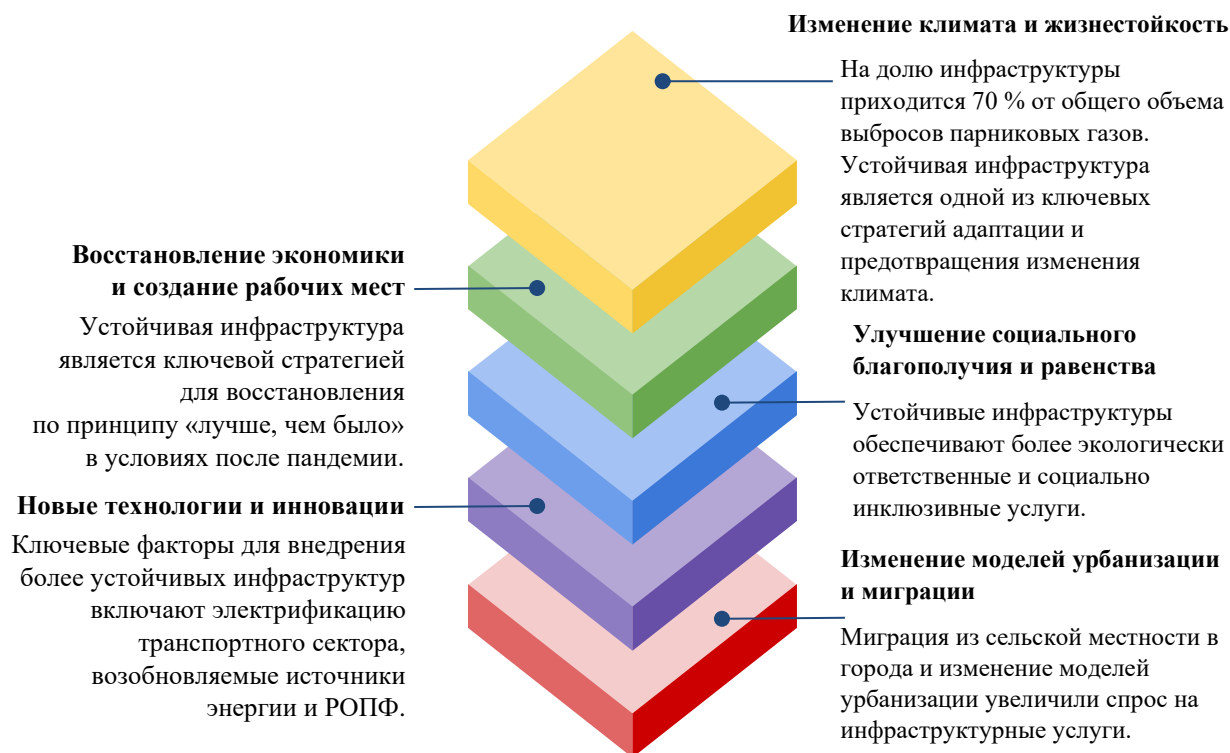 Изменение климата и жизнестойкость
На долю инфраструктуры
приходится 70 % от общего объема
выбросов парниковых газов.
Устойчивая инфраструктура
является одной из ключевых
стратегий адаптации и
предотвращения изменения
климата.
Восстановление экономики
и создание рабочих мест
Устойчивая инфраструктура
является ключевой стратегией
для восстановления
по принципу «лучше, чем было»
в условиях после пандемии.
Улучшение социального
благополучия и равенства
Устойчивые инфраструктуры
обеспечивают более экологически
ответственные и социально
инклюзивные услуги.
Новые технологии и инновации
Ключевые факторы для внедрения
более устойчивых инфраструктур
включают электрификацию
транспортного сектора,
возобновляемые источники
энергии и РОПФ.
Изменение моделей урбанизации
и миграции
Миграция из сельской местности в
города и изменение моделей
урбанизации увеличили спрос на
инфраструктурные услуги.